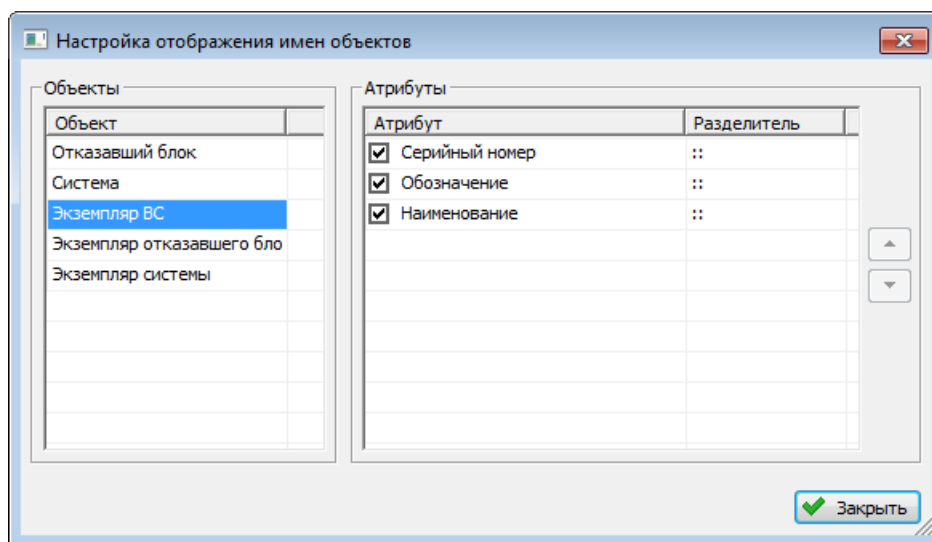 Настройка отображения имен объектов
Объекты
Объект
Отказавший блок
Система
Экземпляр ВС
Экземпляр отказавшего бло
Экземпляр системы
Атрибуты
Атрибут Разделитель
Серийный номер ::
Обозначение ::
Наименование ::
Закрыть